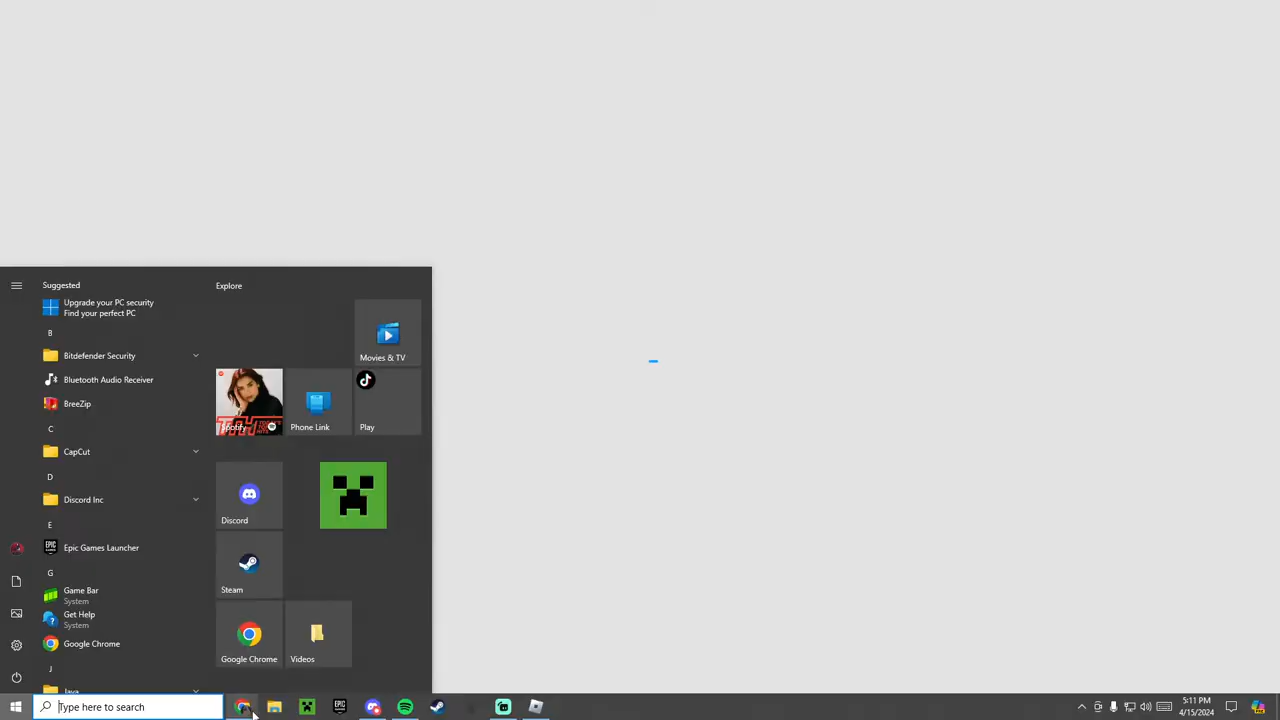 Suggested
Explore
Upgrade your PC security
Find your perfect PC
B
Bitdefender Security
Bluetooth Audio Receiver
BreeZip
C
CapCut
D
Discord Inc
E
Epic Games Launcher
G
Game Bar
System
Get Help
System
Google Chrome
J
Java
Movies & TV
Spotify
Phone Link
Play
Discord
Steam
Google Chrome
Videos
Type here to search
5:11 PM
4/15/2024